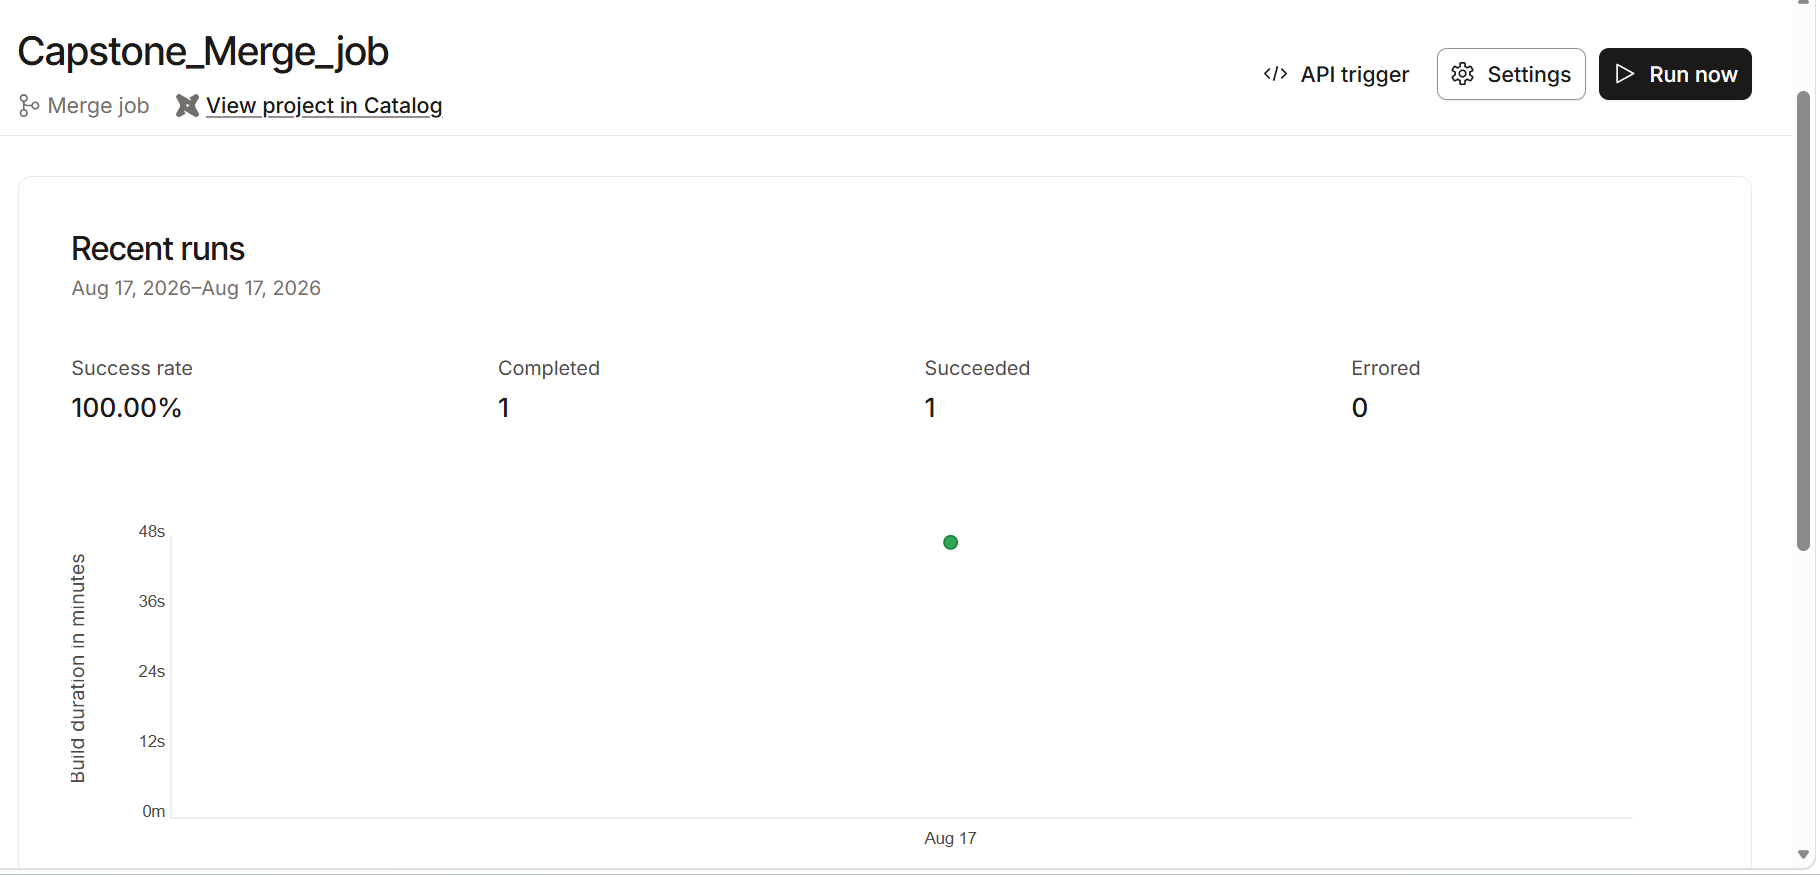 Capstone_Merge_job
Merge job View project in Catalog
</> API trigger Settings Run now
Recent runs
Aug 17, 2026–Aug 17, 2026
Success rate Completed Succeeded Errored
100.00% 1 1 0
Build duration in minutes
48s
36s
24s
12s
0m
Aug 17